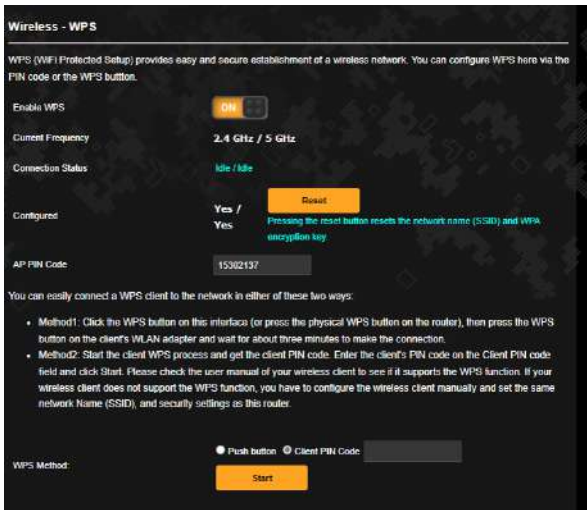 Wireless - WPS
WPS (WiFi Protected Setup) provides easy and secure establishment of a wireless network. You can configure WPS here via the
PIN code or the WPS buttton.
Enable WPS
ON
Current Frequency
2.4 GHz / 5 GHz
Connection Status
Idle / Idle
Configured
Yes /
Yes
Reset
Pressing the reset button resets the network name (SSID) and WPA
encryption key
AP PIN Code
15302137
You can easily connect a WPS client to the network in either of these two ways:
• Method1: Click the WPS button on this interface (or press the physical WPS button on the router), then press the WPS
button on the client's WLAN adapter and wait for about three minutes to make the connection.
• Method2: Start the client WPS process and get the client PIN code. Enter the client's PIN code on the Client PIN code
field and click Start. Please check the user manual of your wireless client to see if it supports the WPS function. If your
wireless client does not support the WPS function, you have to configure the wireless client manually and set the same
network Name (SSID), and security settings as this router.
WPS Method:
Push button Client PIN Code
Start